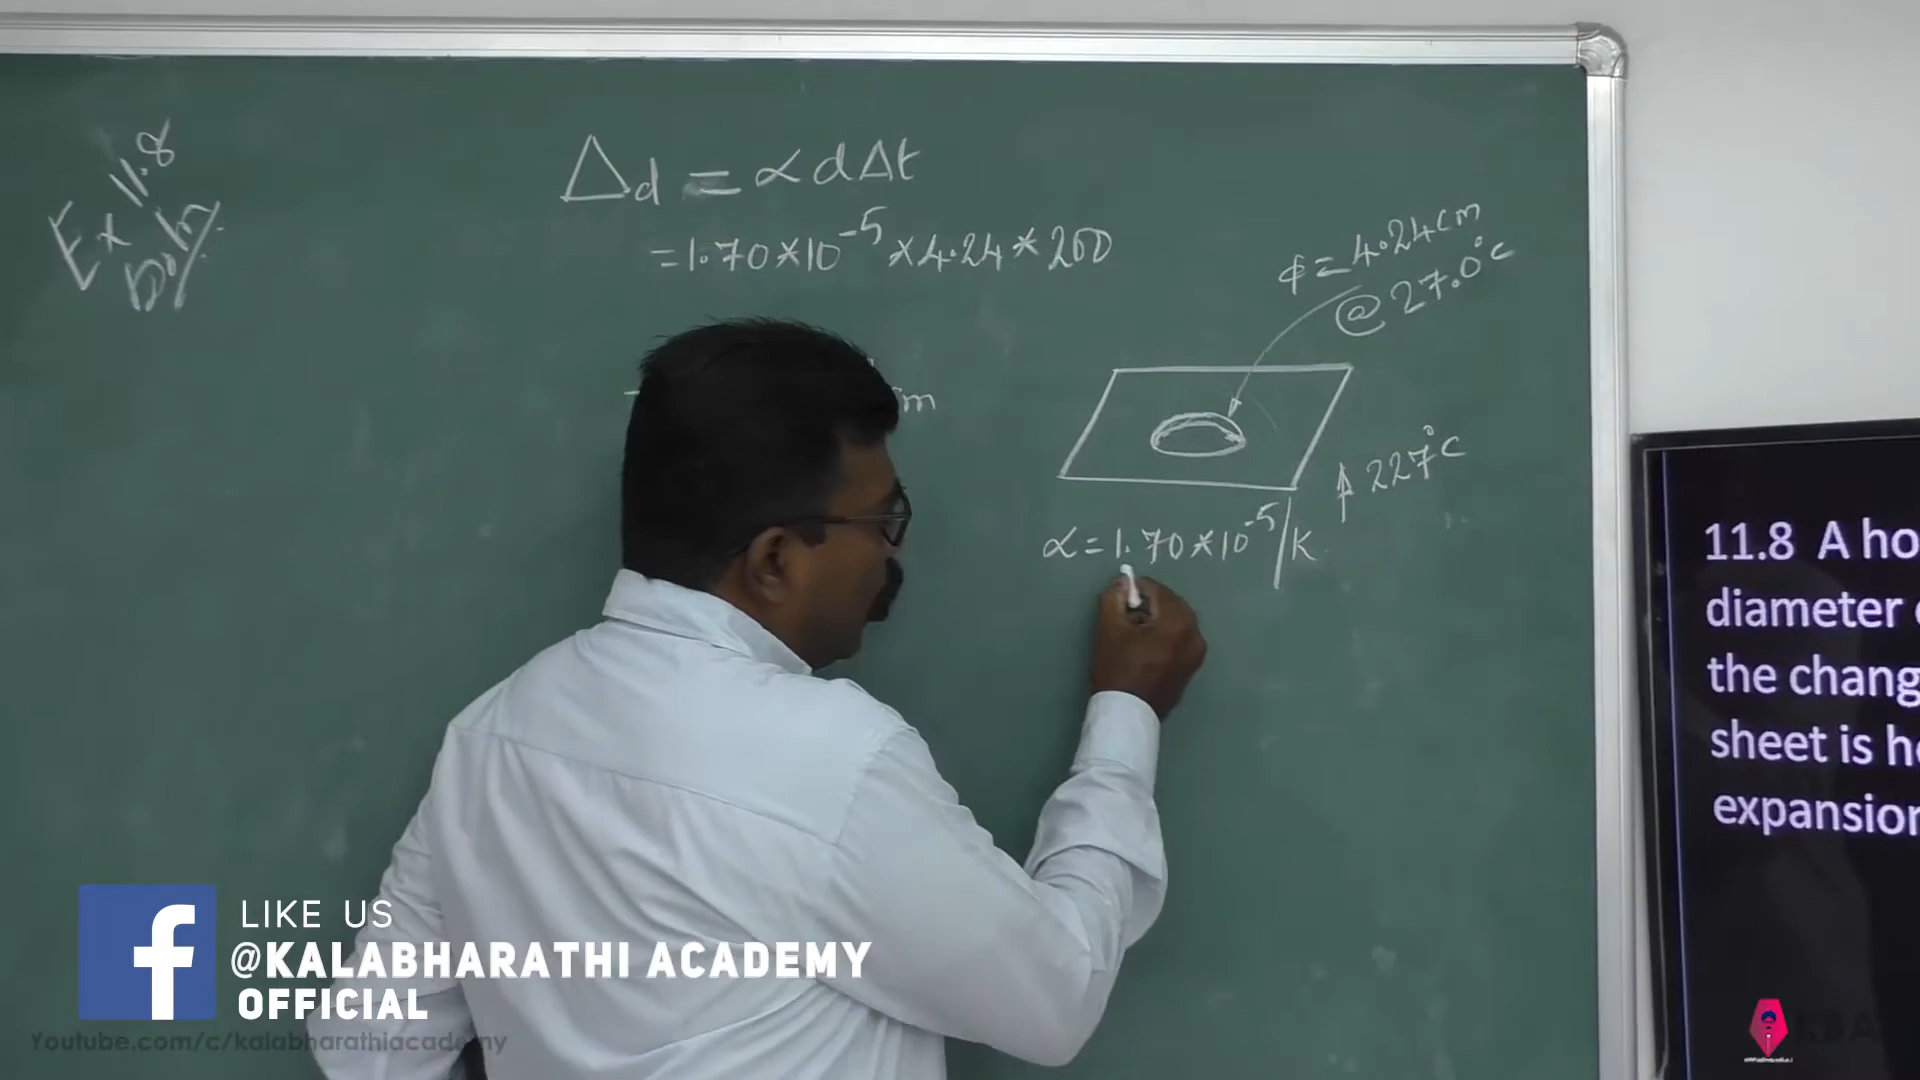 Ex 11.8
Δd = α d Δt
= 1.70 * 10⁻⁵ * 4.24 * 200
m
ϕ = 4.24 cm
@ 27.0°C
↑ 227°C
α = 1.70 * 10⁻⁵ / K
11.8 A ho
diameter
the chang
sheet is he
expansion
LIKE US
@KALABHARATHI ACADEMY
OFFICIAL
Youtube.com/c/kalabharathiacademy
KBA